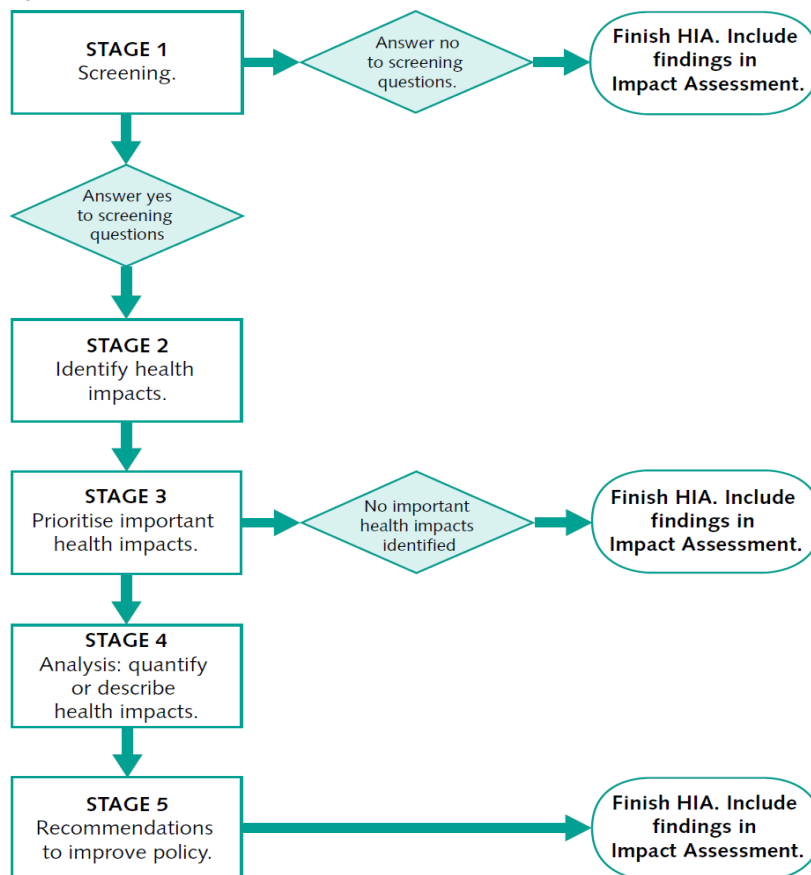 STAGE 1
Screening.
Answer no
to screening
questions.
Finish HIA. Include
findings in
Impact Assessment.
Answer yes
to screening
questions
STAGE 2
Identify health
impacts.
STAGE 3
Prioritise important
health impacts.
No important
health impacts
identified
Finish HIA. Include
findings in
Impact Assessment.
STAGE 4
Analysis: quantify
or describe
health impacts.
STAGE 5
Recommendations
to improve policy.
Finish HIA. Include
findings in
Impact Assessment.